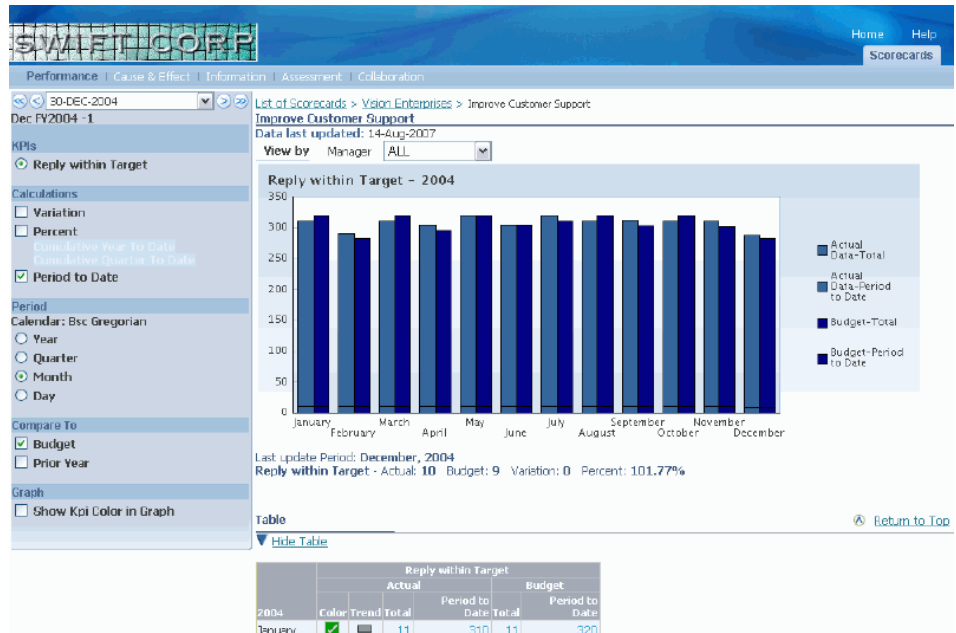 SWIFT CORP
Home Help
Scorecards
Performance | Cause & Effect | Information | Assessment | Collaboration
30-DEC-2004
Dec FY2004 -1
KPIs
Reply within Target
Calculations
Variation
Percent
Cumulative Year To Date
Cumulative Quarter To Date
Period to Date
Period
Calendar: Bsc Gregorian
Year
Quarter
Month
Day
Compare To
Budget
Prior Year
Graph
Show Kpi Color in Graph
List of Scorecards > Vision Enterprises > Improve Customer Support
Improve Customer Support
Data last updated: 14-Aug-2007
View by Manager ALL
Reply within Target - 2004
350
300
250
200
150
100
50
0
January March May July September November
February April June August October December
Actual
Data-Total
Actual
Data-Period
to Date
Budget-Total
Budget-Period
to Date
Last update Period: December, 2004
Reply within Target - Actual: 10 Budget: 9 Variation: 0 Percent: 101.77%
Table
Return to Top
Hide Table
Reply within Target
Actual Budget
Period to Period to
2004 Color Trend Total Date Total Date
January 11 310 11 320